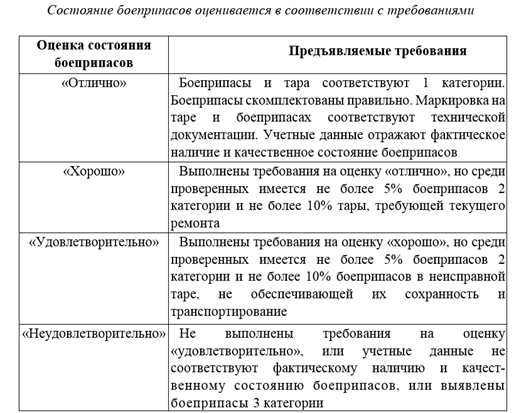 Состояние боеприпасов оценивается в соответствии с требованиями
Оценка состояния
боеприпасов
Предъявляемые требования
«Отлично»
Боеприпасы и тара соответствуют 1 категории.
Боеприпасы скомплектованы правильно. Маркировка на
таре и боеприпасах соответствуют технической
документации. Учетные данные отражают фактическое
наличие и качественное состояние боеприпасов
«Хорошо»
Выполнены требования на оценку «отлично», но среди
проверенных имеется не более 5% боеприпасов 2
категории и не более 10% тары, требующей текущего
ремонта
«Удовлетворительно»
Выполнены требования на оценку «хорошо», но среди
проверенных имеется не более 5% боеприпасов 2
категории и не более 10% боеприпасов в неисправной
таре, не обеспечивающей их сохранность и
транспортирование
«Неудовлетворительно»
Не выполнены требования на оценку
«удовлетворительно», или учетные данные не
соответствуют фактическому наличию и качест-
венному состоянию боеприпасов, или выявлены
боеприпасы 3 категории